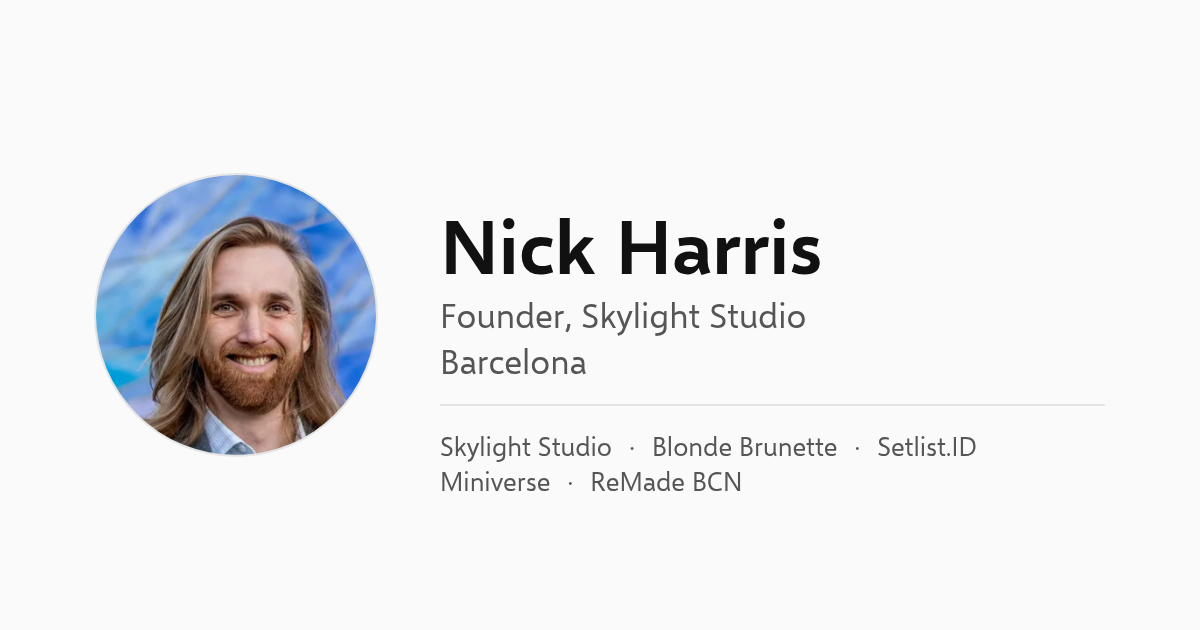 Nick Harris
Founder, Skylight Studio
Barcelona
Skylight Studio · Blonde Brunette · Setlist.ID
Miniverse · ReMade BCN